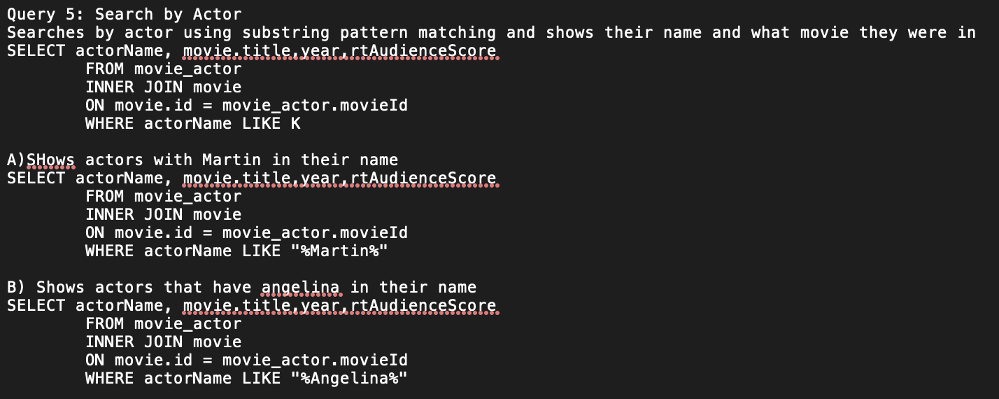 Query 5: Search by Actor
Searches by actor using substring pattern matching and shows their name and what movie they were in
SELECT actorName, movie.title,year,rtAudienceScore
        FROM movie_actor
        INNER JOIN movie
        ON movie.id = movie_actor.movieId
        WHERE actorName LIKE K

A)SHows actors with Martin in their name
SELECT actorName, movie.title,year,rtAudienceScore
        FROM movie_actor
        INNER JOIN movie
        ON movie.id = movie_actor.movieId
        WHERE actorName LIKE "%Martin%"

B) Shows actors that have angelina in their name
SELECT actorName, movie.title,year,rtAudienceScore
        FROM movie_actor
        INNER JOIN movie
        ON movie.id = movie_actor.movieId
        WHERE actorName LIKE "%Angelina%"